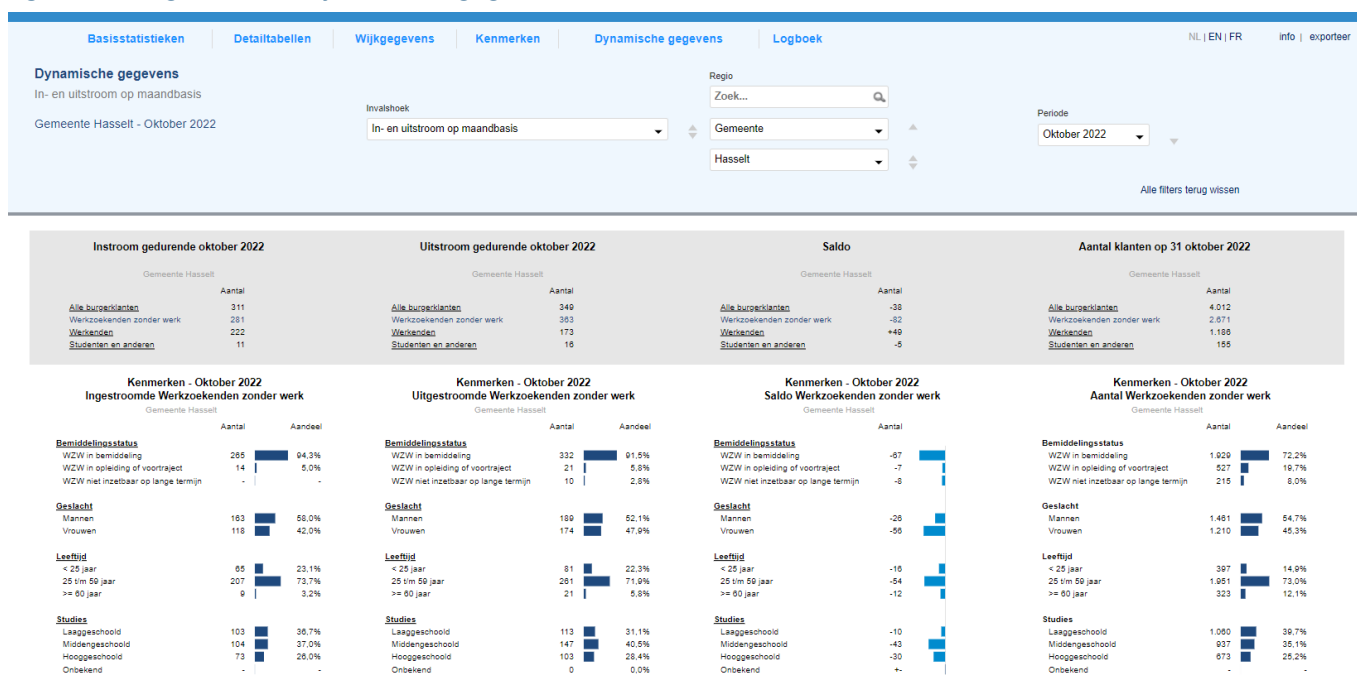 Basisstatistieken Detailtabellen Wijkgegevens Kenmerken Dynamische gegevens Logboek NL | EN | FR info | exporteer
Dynamische gegevens
In- en uitstroom op maandbasis
Gemeente Hasselt - Oktober 2022
Invalshoek
In- en uitstroom op maandbasis
Regio
Zoek...
Gemeente
Hasselt
Periode
Oktober 2022
Alle filters terug wissen
Instroom gedurende oktober 2022
Gemeente Hasselt
Aantal
Alle burgerklanten 311
Werkzoekenden zonder werk 281
Werkenden 222
Studenten en anderen 11
Uitstroom gedurende oktober 2022
Gemeente Hasselt
Aantal
Alle burgerklanten 349
Werkzoekenden zonder werk 363
Werkenden 173
Studenten en anderen 16
Saldo
Gemeente Hasselt
Aantal
Alle burgerklanten -38
Werkzoekenden zonder werk -82
Werkenden +49
Studenten en anderen -5
Aantal klanten op 31 oktober 2022
Gemeente Hasselt
Aantal
Alle burgerklanten 4.012
Werkzoekenden zonder werk 2.671
Werkenden 1.186
Studenten en anderen 155
Kenmerken - Oktober 2022
Ingestroomde Werkzoekenden zonder werk
Gemeente Hasselt
Aantal Aandeel
Bemiddelingsstatus
WZW in bemiddeling 265 94,3%
WZW in opleiding of voortraject 14 5,0%
WZW niet inzetbaar op lange termijn - -
Geslacht
Mannen 163 58,0%
Vrouwen 118 42,0%
Leeftijd
< 25 jaar 65 23,1%
25 t/m 59 jaar 207 73,7%
>= 60 jaar 9 3,2%
Studies
Laaggeschoold 103 36,7%
Middengeschoold 104 37,0%
Hooggeschoold 73 26,0%
Onbekend - -
Kenmerken - Oktober 2022
Uitgestroomde Werkzoekenden zonder werk
Gemeente Hasselt
Aantal Aandeel
Bemiddelingsstatus
WZW in bemiddeling 332 91,5%
WZW in opleiding of voortraject 21 5,8%
WZW niet inzetbaar op lange termijn 10 2,8%
Geslacht
Mannen 189 52,1%
Vrouwen 174 47,9%
Leeftijd
< 25 jaar 81 22,3%
25 t/m 59 jaar 261 71,9%
>= 60 jaar 21 5,8%
Studies
Laaggeschoold 113 31,1%
Middengeschoold 147 40,5%
Hooggeschoold 103 28,4%
Onbekend 0 0,0%
Kenmerken - Oktober 2022
Saldo Werkzoekenden zonder werk
Gemeente Hasselt
Aantal
Bemiddelingsstatus
WZW in bemiddeling -67
WZW in opleiding of voortraject -7
WZW niet inzetbaar op lange termijn -8
Geslacht
Mannen -26
Vrouwen -56
Leeftijd
< 25 jaar -16
25 t/m 59 jaar -54
>= 60 jaar -12
Studies
Laaggeschoold -10
Middengeschoold -43
Hooggeschoold -30
Onbekend +-
Kenmerken - Oktober 2022
Aantal Werkzoekenden zonder werk
Gemeente Hasselt
Aantal Aandeel
Bemiddelingsstatus
WZW in bemiddeling 1.929 72,2%
WZW in opleiding of voortraject 527 19,7%
WZW niet inzetbaar op lange termijn 215 8,0%
Geslacht
Mannen 1.461 54,7%
Vrouwen 1.210 45,3%
Leeftijd
< 25 jaar 397 14,9%
25 t/m 59 jaar 1.951 73,0%
>= 60 jaar 323 12,1%
Studies
Laaggeschoold 1.060 39,7%
Middengeschoold 937 35,1%
Hooggeschoold 673 25,2%
Onbekend - -